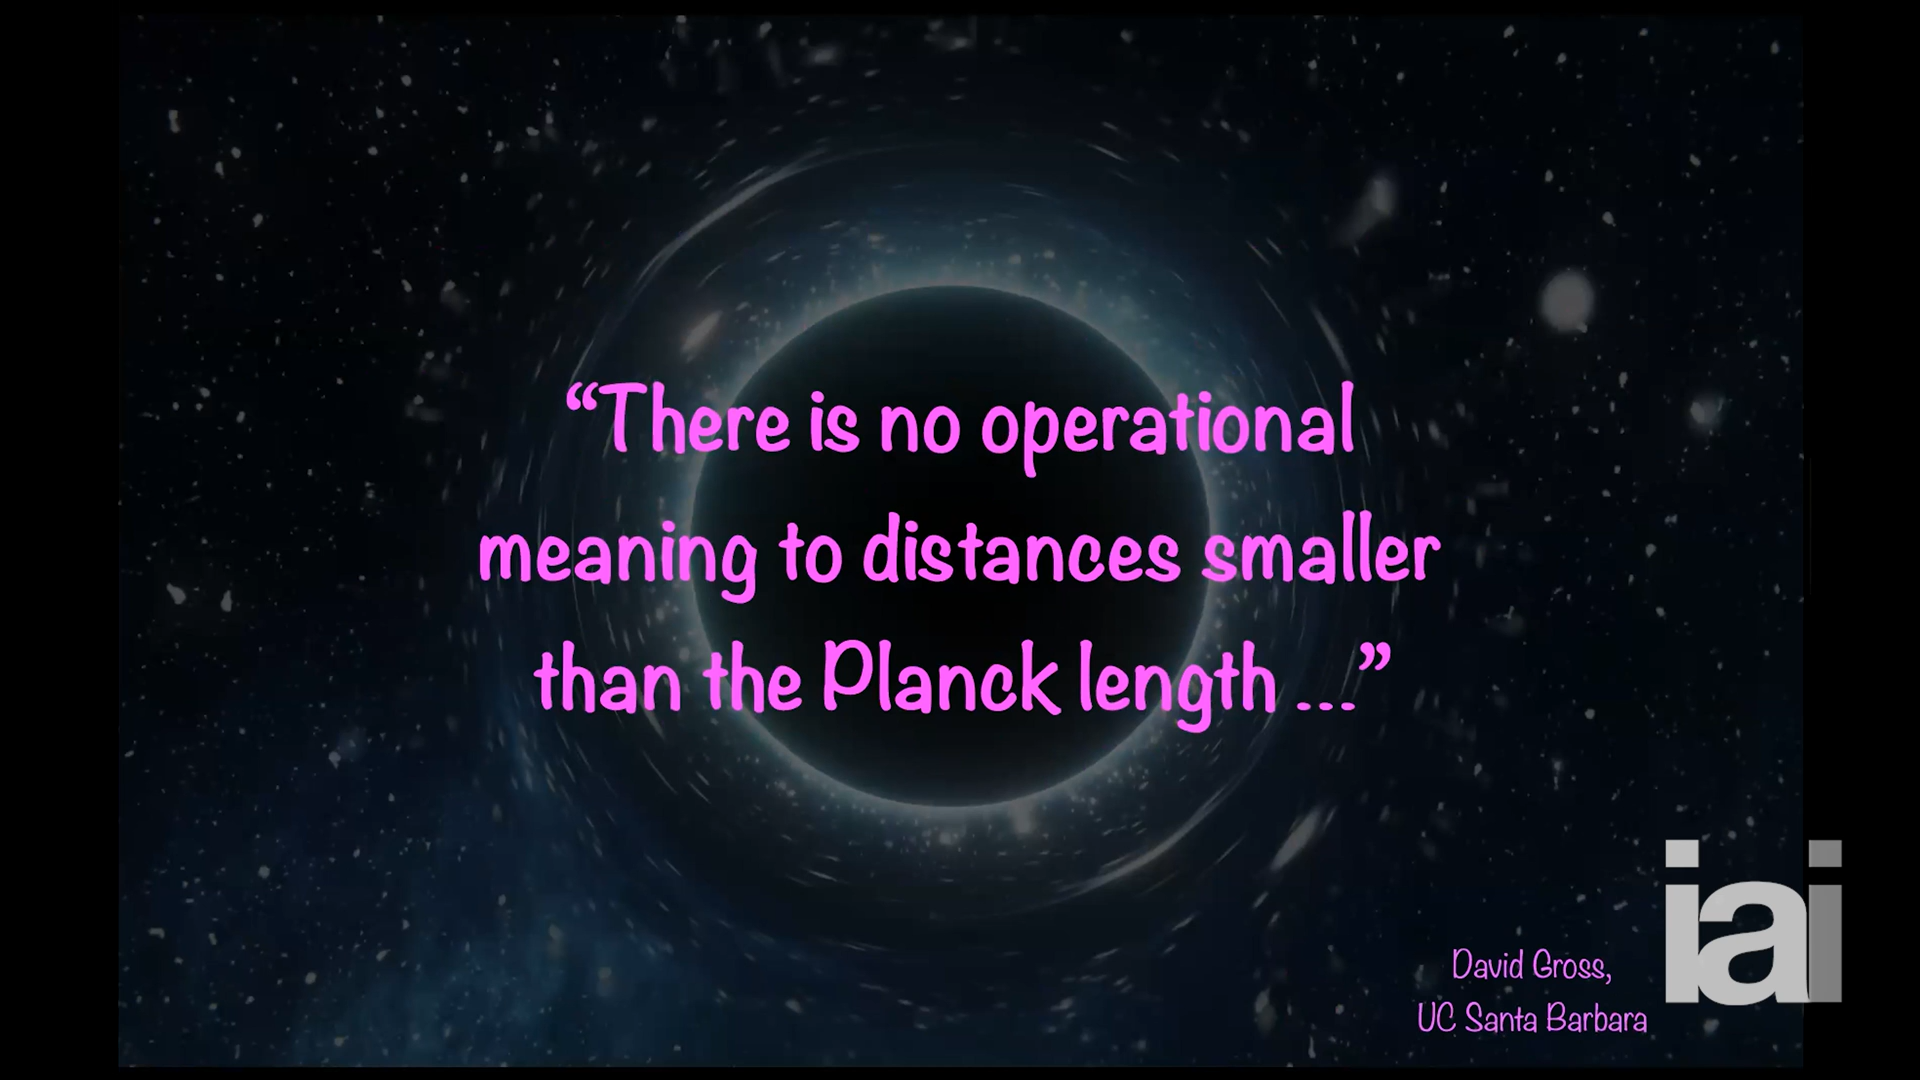 “There is no operational
meaning to distances smaller
than the Planck length ...”
David Gross,
UC Santa Barbara
iai